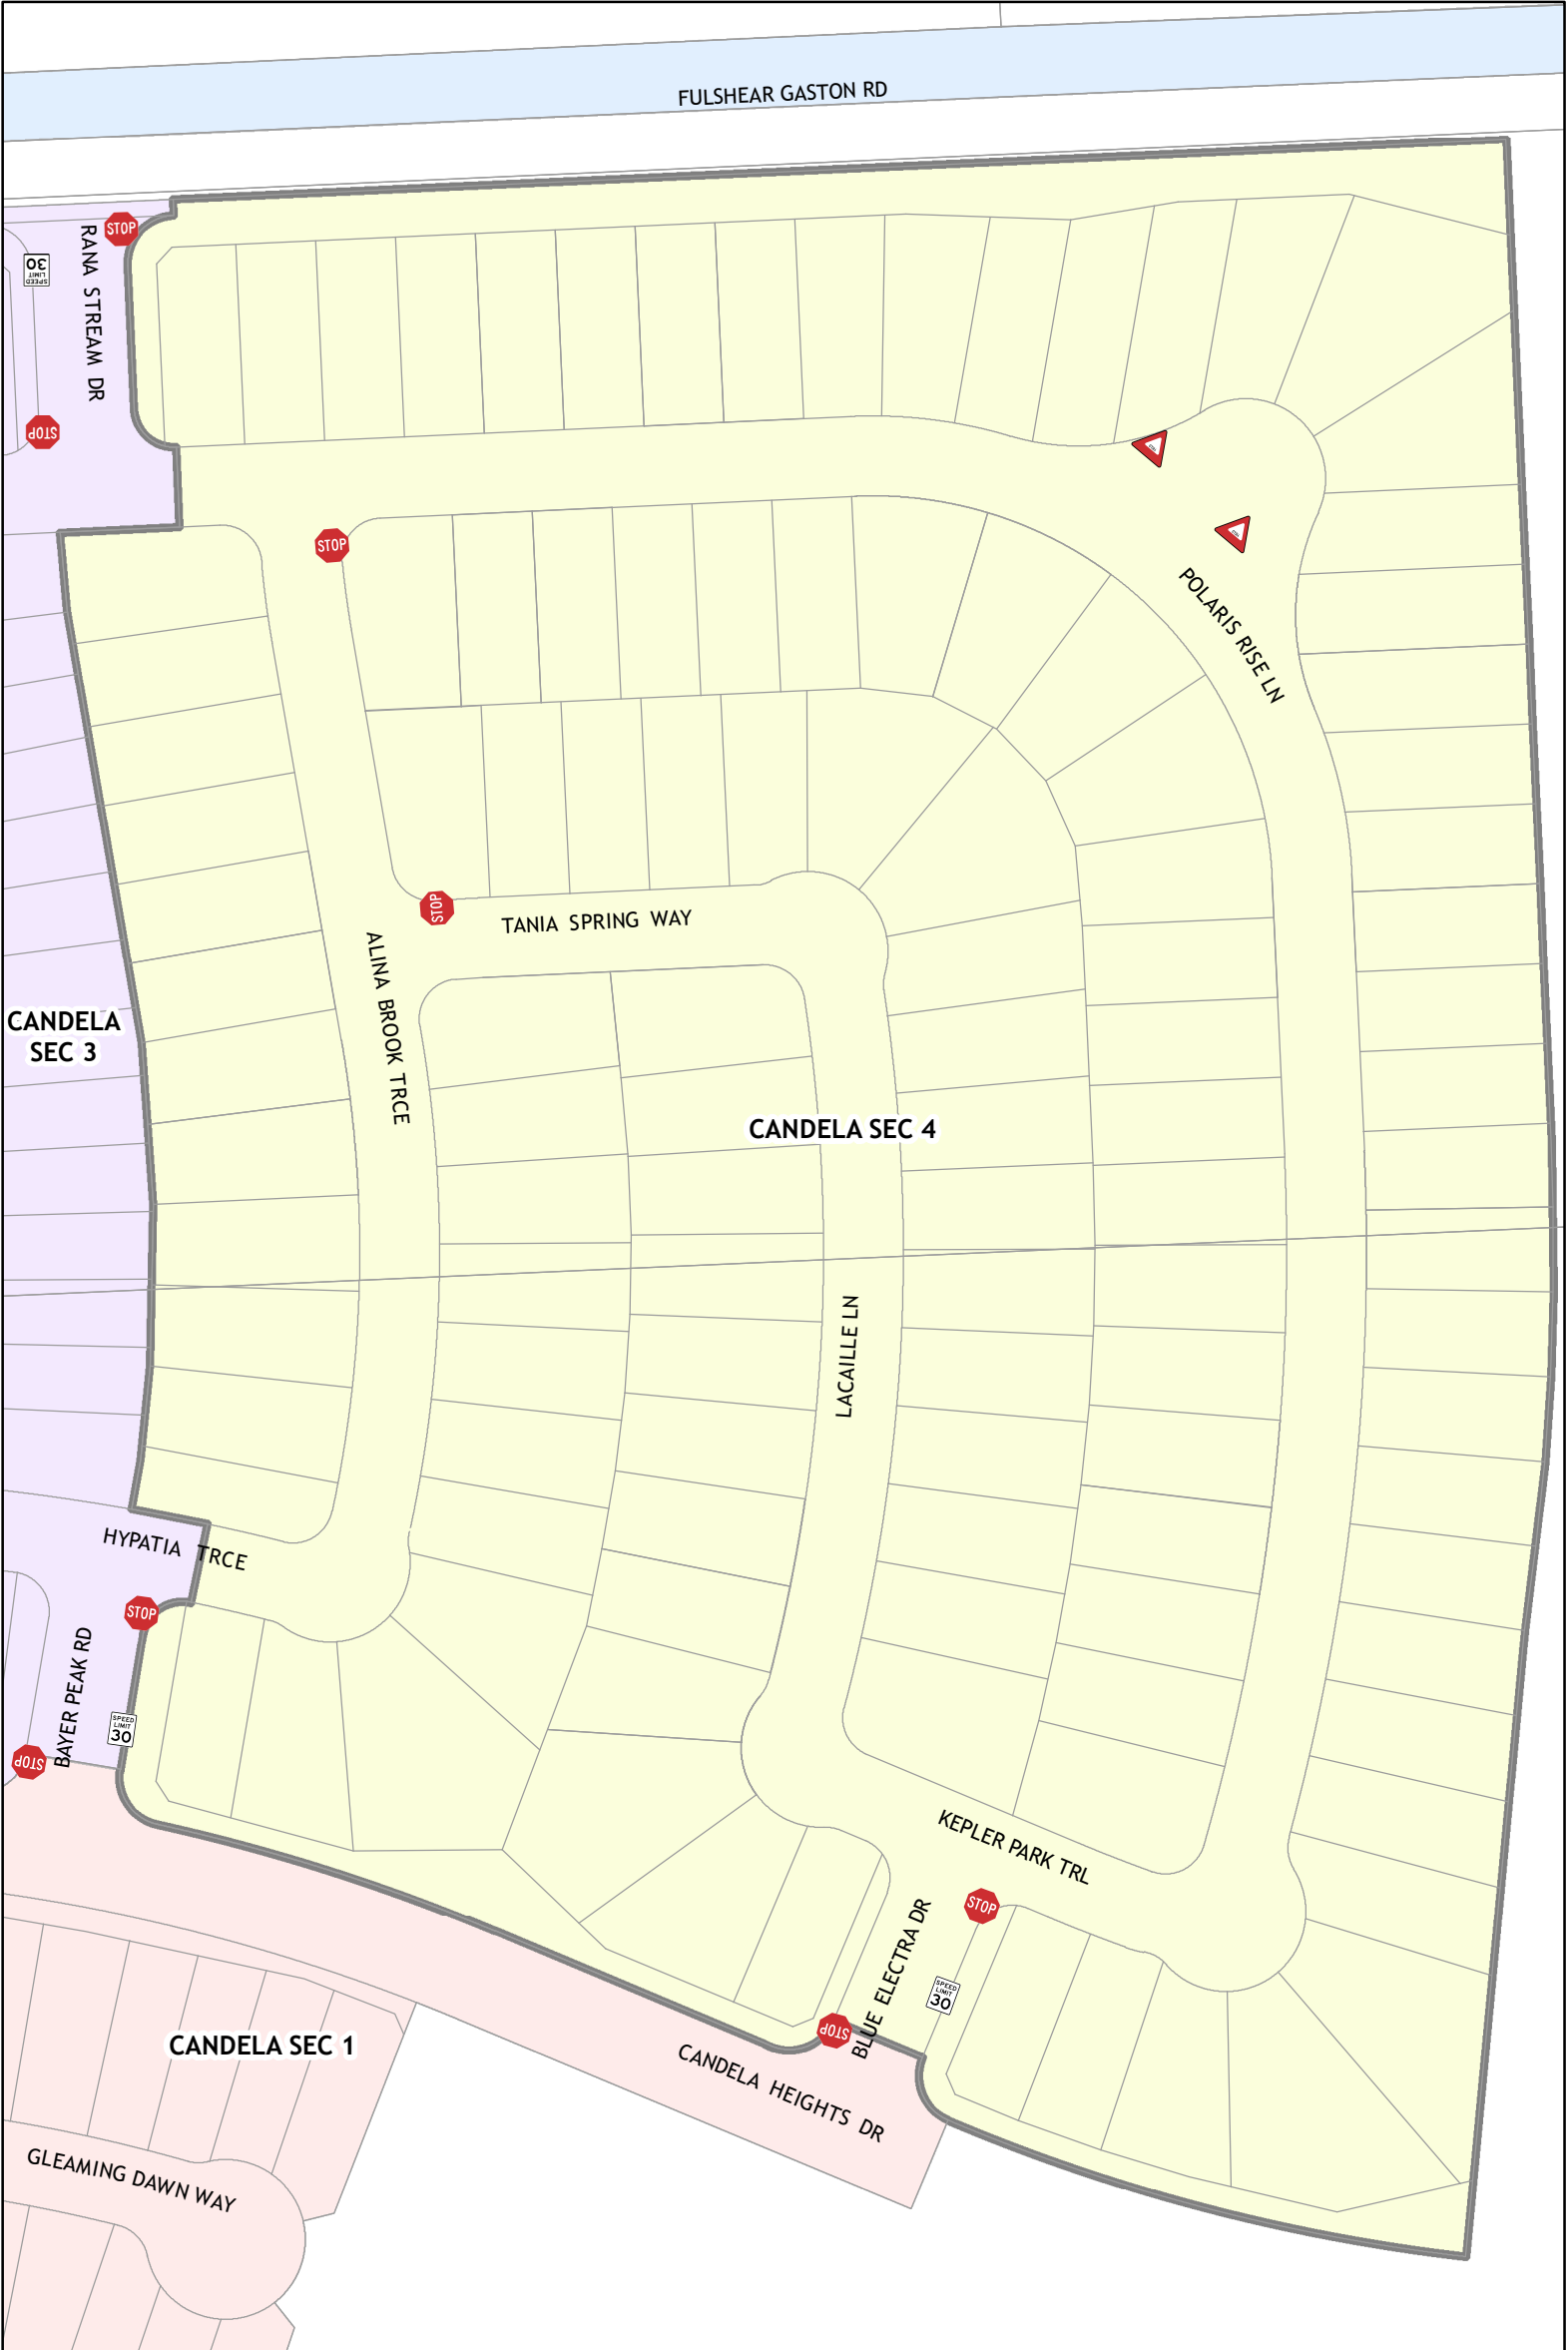 FULSHEAR GASTON RD
STOP
RANA STREAM DR
SPEED
LIMIT
30
STOP
STOP
POLARIS RISE LN
STOP
TANIA SPRING WAY
ALINA BROOK TRCE
CANDELA
SEC 3
CANDELA SEC 4
LACAILLE LN
HYPATIA TRCE
STOP
BAYER PEAK RD
SPEED
LIMIT
30
STOP
KEPLER PARK TRL
STOP
BLUE ELECTRA DR
SPEED
LIMIT
30
STOP
CANDELA SEC 1
CANDELA HEIGHTS DR
GLEAMING DAWN WAY